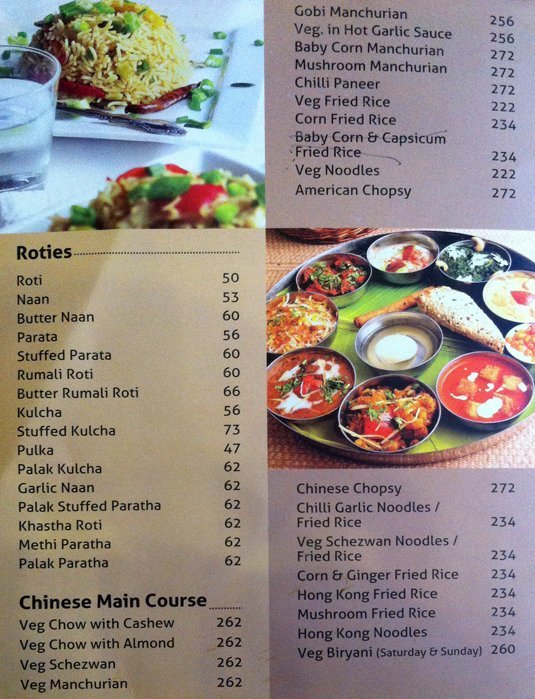 Roties
Roti 50
Naan 53
Butter Naan 60
Parata 56
Stuffed Parata 60
Rumali Roti 60
Butter Rumali Roti 66
Kulcha 56
Stuffed Kulcha 73
Pulka 47
Palak Kulcha 62
Garlic Naan 62
Palak Stuffed Paratha 62
Khastha Roti 62
Methi Paratha 62
Palak Paratha 62
Chinese Main Course
Veg Chow with Cashew 262
Veg Chow with Almond 262
Veg Schezwan 262
Veg Manchurian 262
Gobi Manchurian 256
Veg. in Hot Garlic Sauce 256
Baby Corn Manchurian 272
Mushroom Manchurian 272
Chilli Paneer 272
Veg Fried Rice 222
Corn Fried Rice 234
Baby Corn & Capsicum
Fried Rice 234
Veg Noodles 222
American Chopsy 272
Chinese Chopsy 272
Chilli Garlic Noodles /
Fried Rice 234
Veg Schezwan Noodles /
Fried Rice 234
Corn & Ginger Fried Rice 234
Hong Kong Fried Rice 234
Mushroom Fried Rice 234
Hong Kong Noodles 234
Veg Biryani (Saturday & Sunday) 260